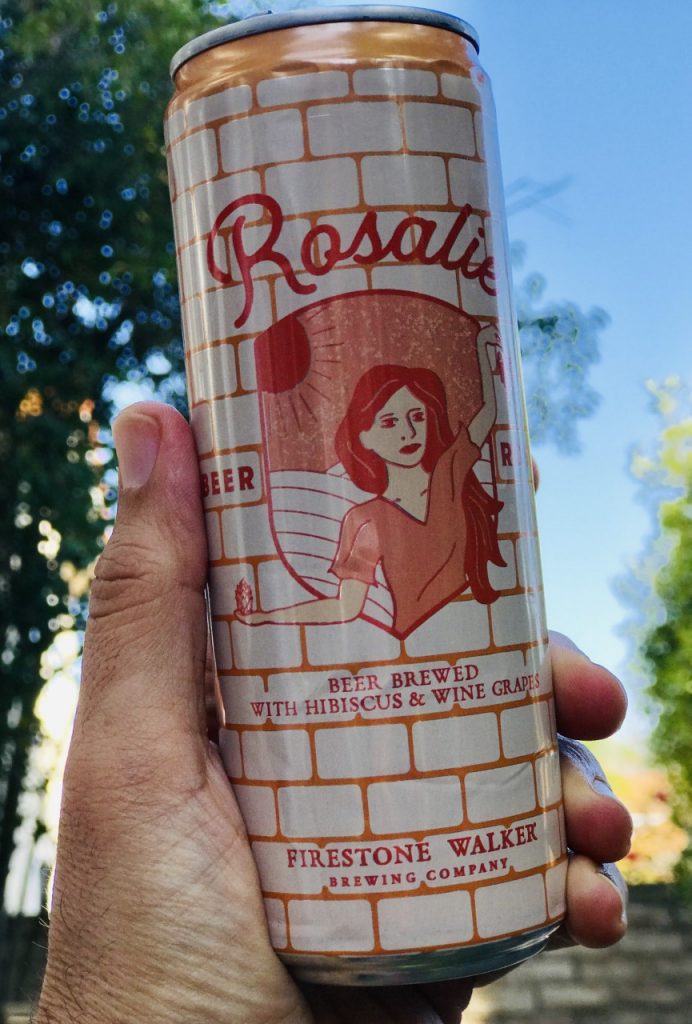 Rosalie
BEER
R
BEER BREWED
WITH HIBISCUS & WINE GRAPES
FIRESTONE WALKER
BREWING COMPANY